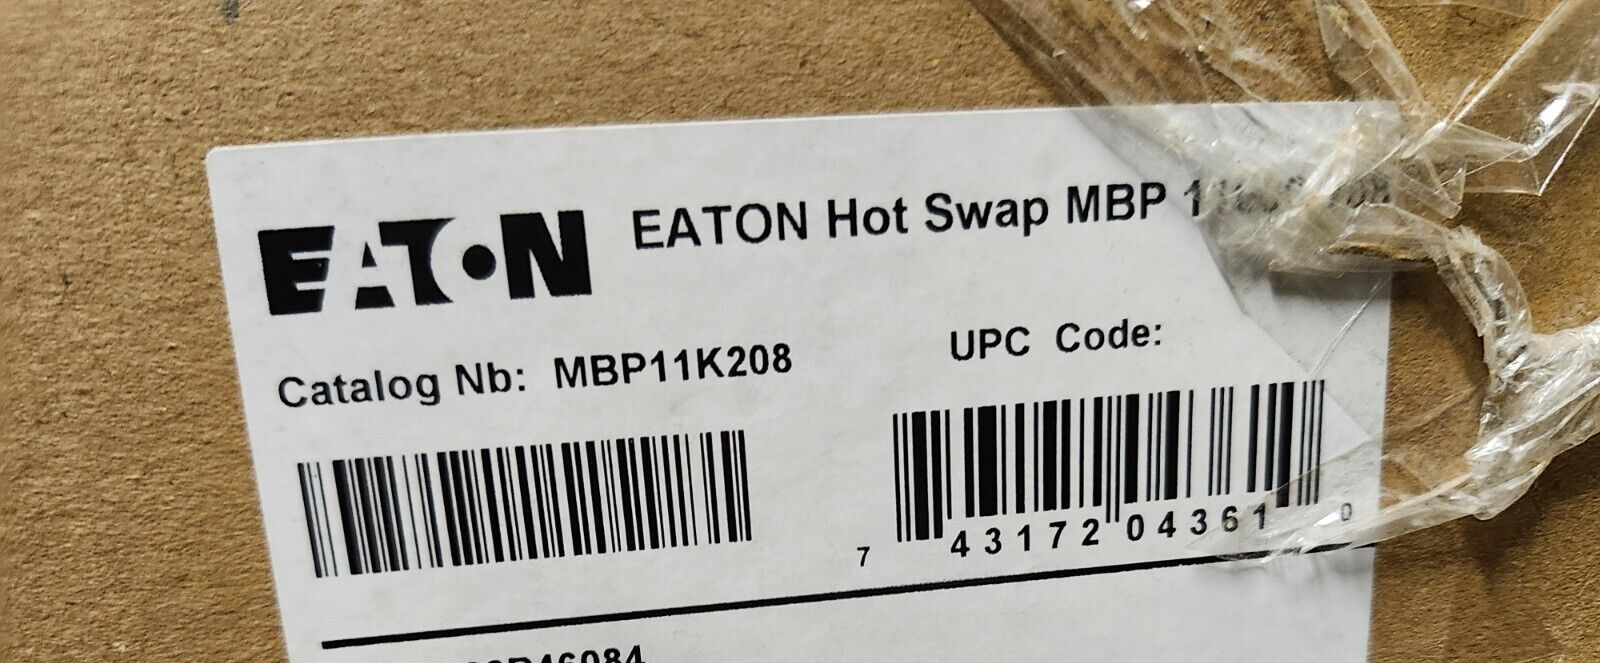 EATON EATON Hot Swap MBP
Catalog Nb: MBP11K208
UPC Code:
7 43172 04361 0